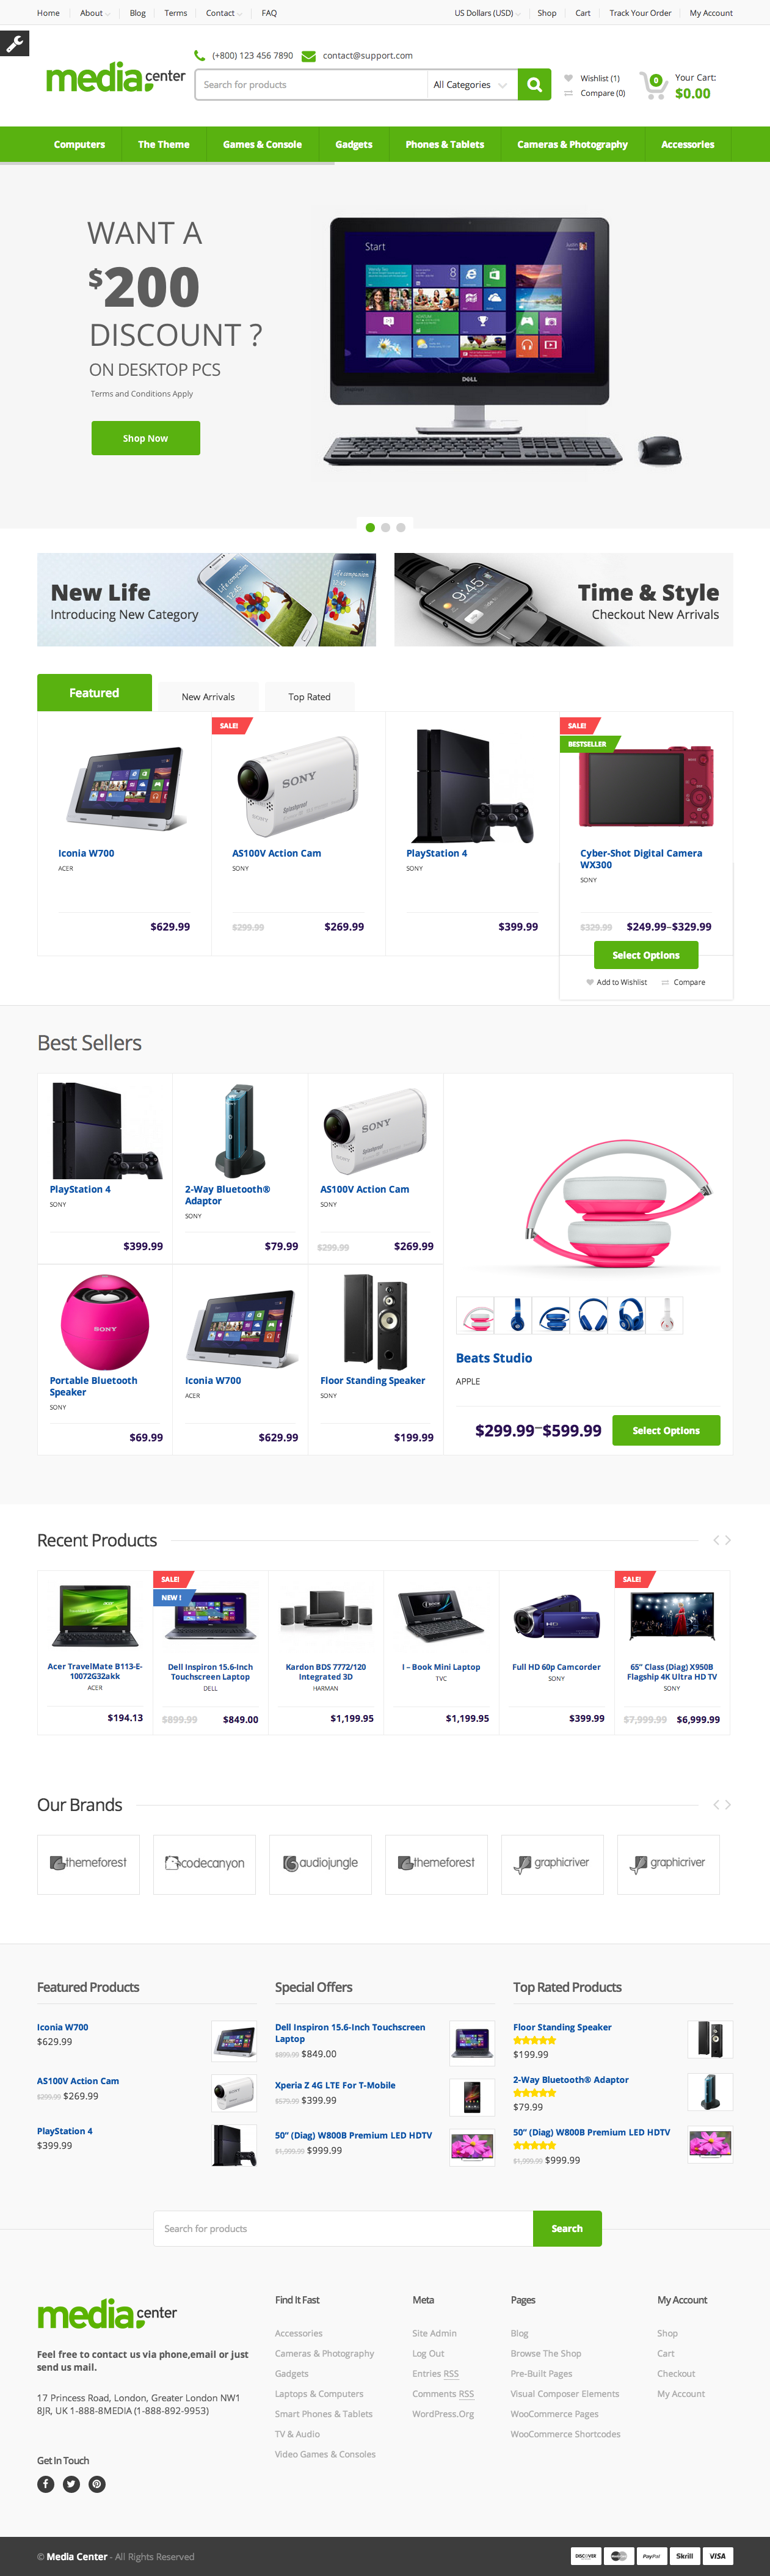 Home About Blog Terms Contact FAQ
US Dollars (USD) Shop Cart Track Your Order My Account
(+800) 123 456 7890 contact@support.com
media center
Search for products All Categories
Wishlist (1)
Compare (0)
0
Your Cart:
$0.00
Computers The Theme Games & Console Gadgets Phones & Tablets Cameras & Photography Accessories
WANT A
$200
DISCOUNT ?
ON DESKTOP PCS
Terms and Conditions Apply
Shop Now
Start
DELL
New Life
Introducing New Category
Time & Style
Checkout New Arrivals
Featured New Arrivals Top Rated
Iconia W700
ACER
$629.99
SALE!
SONY
AS100V Action Cam
SONY
$299.99 $269.99
PlayStation 4
SONY
$399.99
SALE!
BESTSELLER
Cyber-Shot Digital Camera
WX300
SONY
$329.99 $249.99–$329.99
Select Options
Add to Wishlist Compare
Best Sellers
PlayStation 4
SONY
$399.99
2-Way Bluetooth®
Adaptor
SONY
$79.99
SONY
AS100V Action Cam
SONY
$299.99 $269.99
SONY
Portable Bluetooth
Speaker
SONY
$69.99
Iconia W700
ACER
$629.99
Floor Standing Speaker
SONY
$199.99
Beats Studio
APPLE
$299.99–$599.99
Select Options
Recent Products
Acer TravelMate B113-E-
10072G32akk
ACER
$194.13
SALE!
NEW !
Dell Inspiron 15.6-Inch
Touchscreen Laptop
DELL
$899.99 $849.00
Kardon BDS 7772/120
Integrated 3D
HARMAN
$1,199.95
I – Book Mini Laptop
TVC
$1,199.95
Full HD 60p Camcorder
SONY
$399.99
SALE!
65” Class (Diag) X950B
Flagship 4K Ultra HD TV
SONY
$7,999.99 $6,999.99
Our Brands
themeforest
codecanyon
audiojungle
themeforest
graphicriver
graphicriver
Featured Products
Iconia W700
$629.99
AS100V Action Cam
$299.99 $269.99
PlayStation 4
$399.99
Special Offers
Dell Inspiron 15.6-Inch Touchscreen
Laptop
$899.99 $849.00
Xperia Z 4G LTE For T-Mobile
$579.99 $399.99
50” (Diag) W800B Premium LED HDTV
$1,999.99 $999.99
Top Rated Products
Floor Standing Speaker
$199.99
2-Way Bluetooth® Adaptor
$79.99
50” (Diag) W800B Premium LED HDTV
$1,999.99 $999.99
Search for products Search
media center
Feel free to contact us via phone,email or just
send us mail.
17 Princess Road, London, Greater London NW1
8JR, UK 1-888-8MEDIA (1-888-892-9953)
Get In Touch
Find It Fast
Accessories
Cameras & Photography
Gadgets
Laptops & Computers
Smart Phones & Tablets
TV & Audio
Video Games & Consoles
Meta
Site Admin
Log Out
Entries RSS
Comments RSS
WordPress.Org
Pages
Blog
Browse The Shop
Pre-Built Pages
Visual Composer Elements
WooCommerce Pages
WooCommerce Shortcodes
My Account
Shop
Cart
Checkout
My Account
© Media Center - All Rights Reserved
DISCOVER MasterCard PayPal Skrill VISA